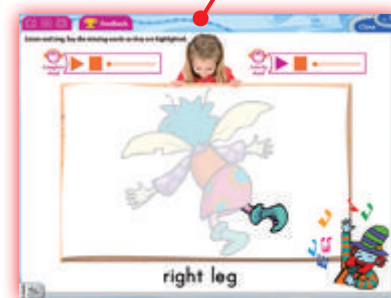 Feedback
Close
Listen and sing. Say the missing words as they are highlighted.
right leg